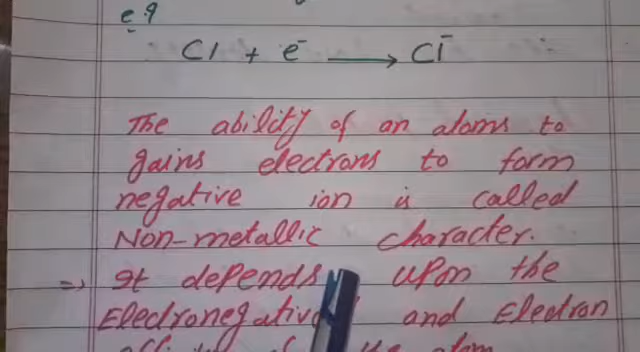 e.g
Cl + e⁻ → Cl⁻
The ability of an atoms to
gains electrons to form
negative ion is called
Non-metallic character.
⇒ It depends upon the
and Electron